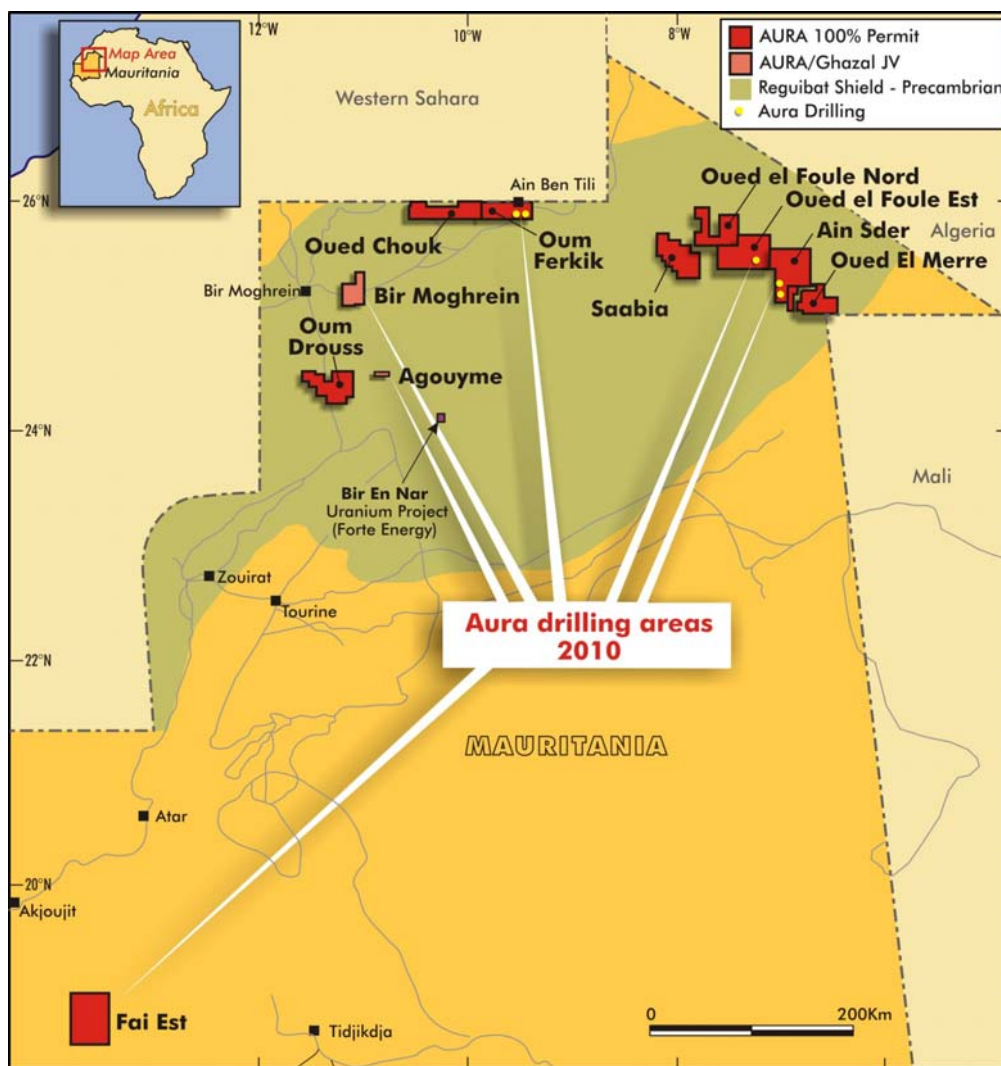 12°W
10°W
8°W
Map Area
Mauritania
Africa
AURA 100% Permit
AURA/Ghazal JV
Reguibat Shield - Precambrian
Aura Drilling
Western Sahara
26°N
Ain Ben Tili
Oued el Foule Nord
Oued el Foule Est
Ain Sder
Algeria
Oued El Merre
Oued Chouk
Oum
Ferkik
Saabia
Bir Moghrein
Bir Moghrein
Oum
Drouss
Agouyme
24°N
Bir En Nar
Uranium Project
(Forte Energy)
Mali
Zouirat
Tourine
Aura drilling areas
2010
22°N
MAURITANIA
Atar
20°N
Akjoujit
Fai Est
Tidjikdja
0
200Km